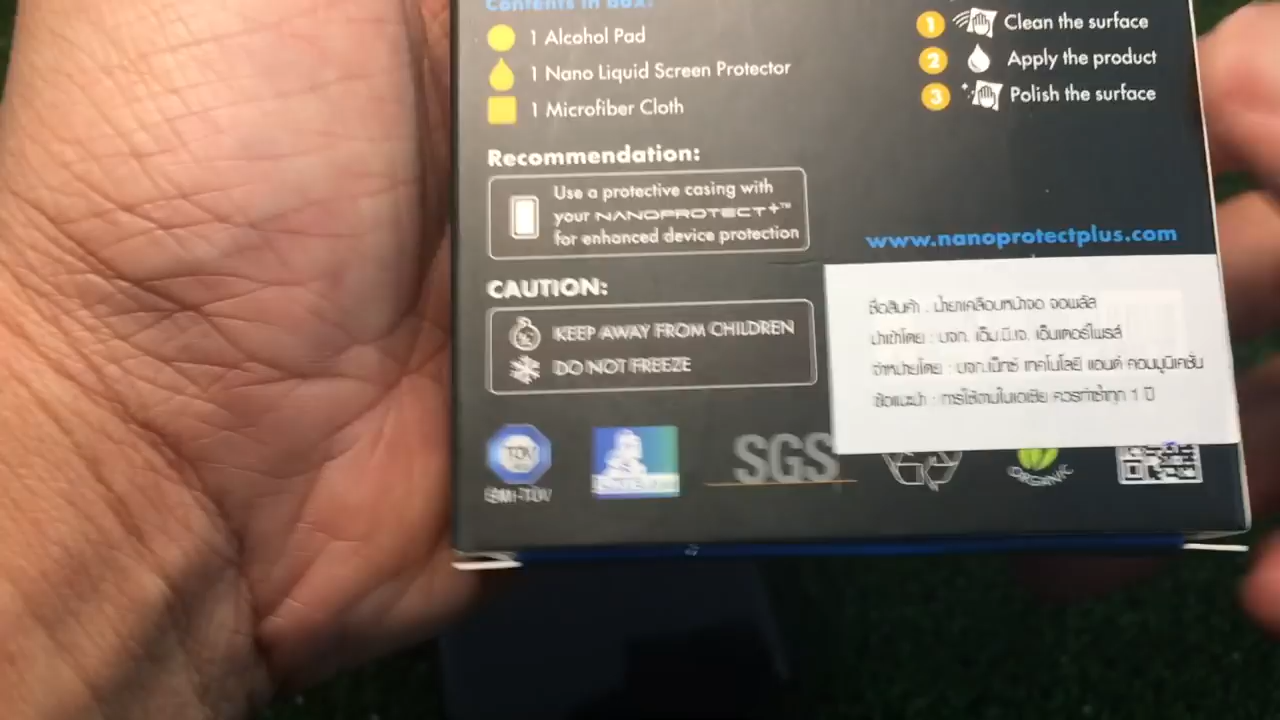 Contents in box:
1 Alcohol Pad
1 Nano Liquid Screen Protector
1 Microfiber Cloth
1 Clean the surface
2 Apply the product
3 Polish the surface
Recommendation:
Use a protective casing with
your NANOPROTECT+™
for enhanced device protection
www.nanoprotectplus.com
CAUTION:
KEEP AWAY FROM CHILDREN
DO NOT FREEZE
ชื่อสินค้า : น้ำยาเคลือบหน้าจอ จอพลัส
นำเข้าโดย : บจก. เอ็ม.บี.เจ. เอ็นเตอร์ไพรส์
จำหน่ายโดย : บจก.เน็ทซ์ เทคโนโลยี แอนด์ คอมมูนิเคชั่น
ข้อแนะนำ : การใช้งานในเอเชีย ควรทำซ้ำทุก 1 ปี
SGS
ORGANIC